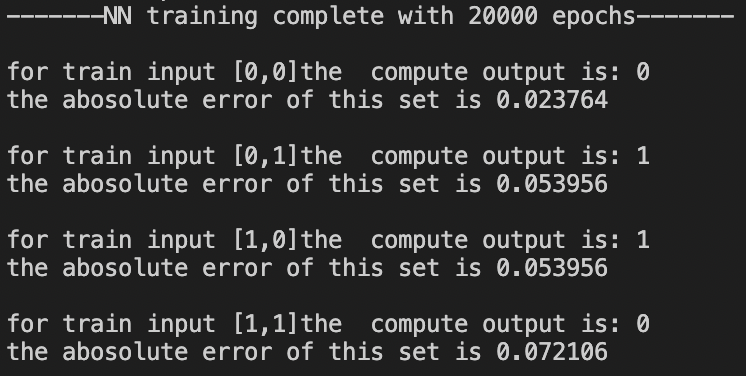 -------NN training complete with 20000 epochs-------
for train input [0,0]the  compute output is: 0
the abosolute error of this set is 0.023764
for train input [0,1]the  compute output is: 1
the abosolute error of this set is 0.053956
for train input [1,0]the  compute output is: 1
the abosolute error of this set is 0.053956
for train input [1,1]the  compute output is: 0
the abosolute error of this set is 0.072106